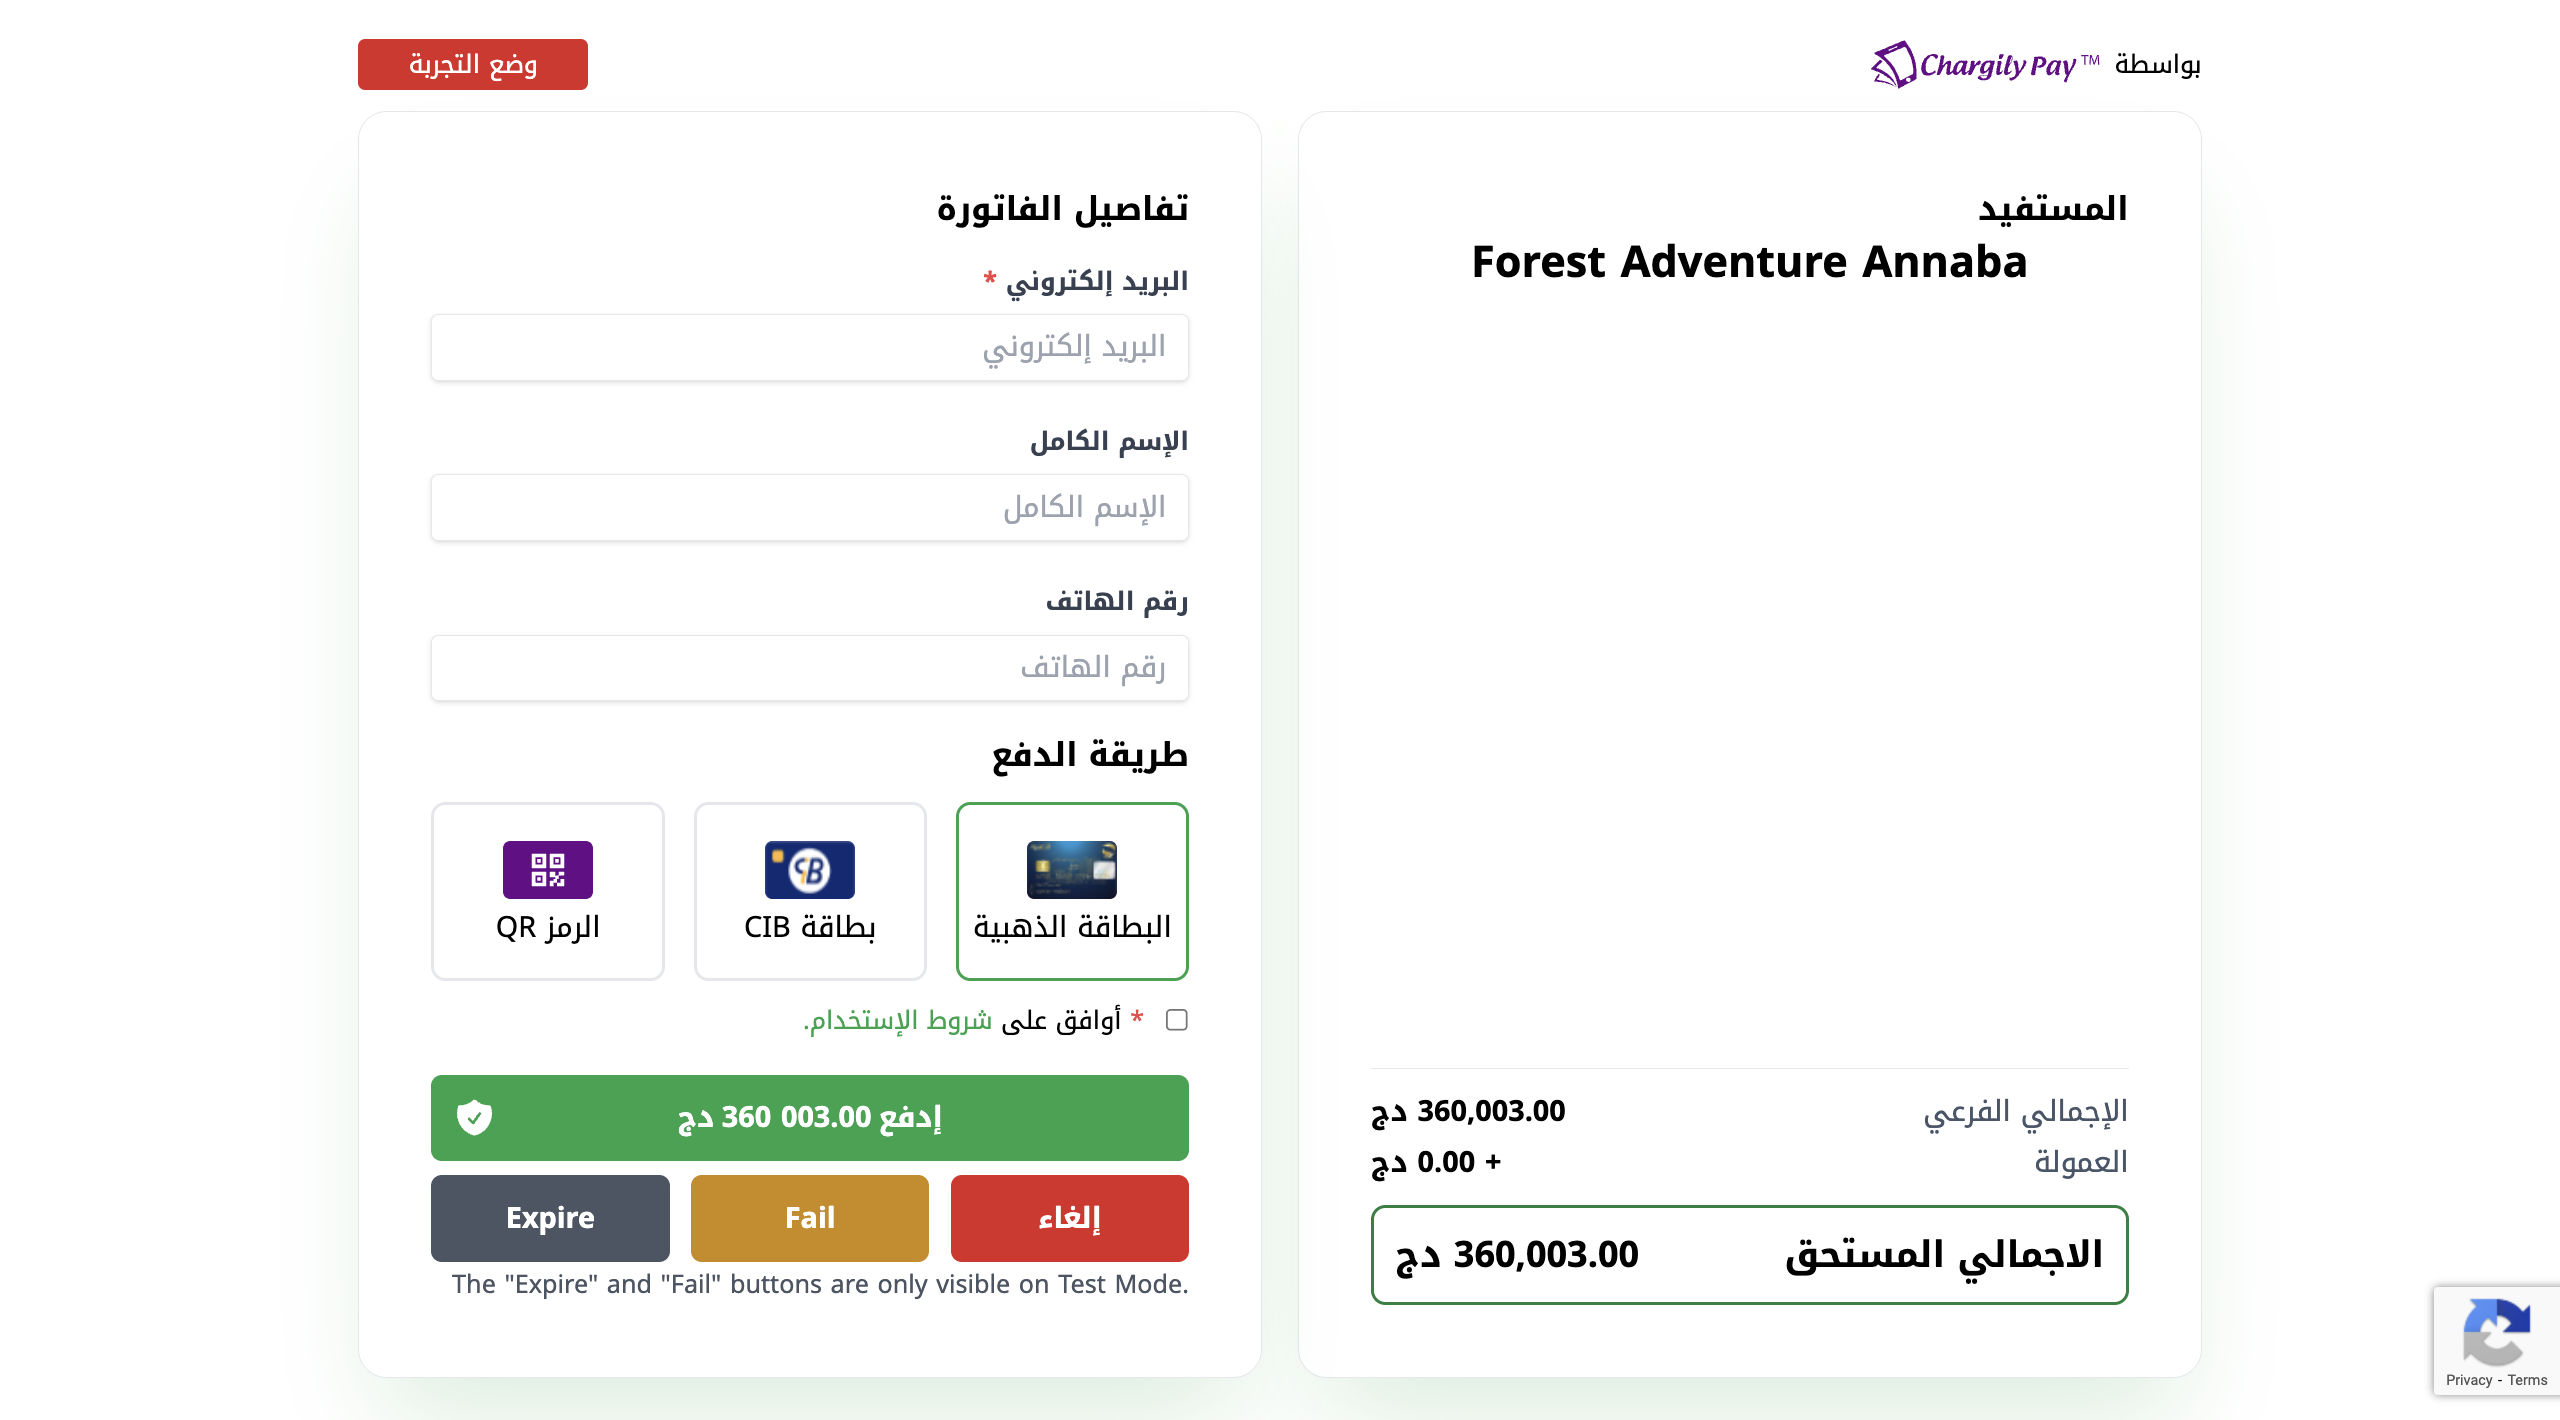 بواسطة Chargily Pay™
وضع التجربة
المستفيد
Forest Adventure Annaba
الإجمالي الفرعي 360,003.00 دج
العمولة + 0.00 دج
الاجمالي المستحق 360,003.00 دج
تفاصيل الفاتورة
البريد إلكتروني *
البريد إلكتروني
الإسم الكامل
الإسم الكامل
رقم الهاتف
رقم الهاتف
طريقة الدفع
البطاقة الذهبية
بطاقة CIB
الرمز QR
* أوافق على شروط الإستخدام.
إدفع 360 003.00 دج
إلغاء
Fail
Expire
The "Expire" and "Fail" buttons are only visible on Test Mode.
Privacy - Terms